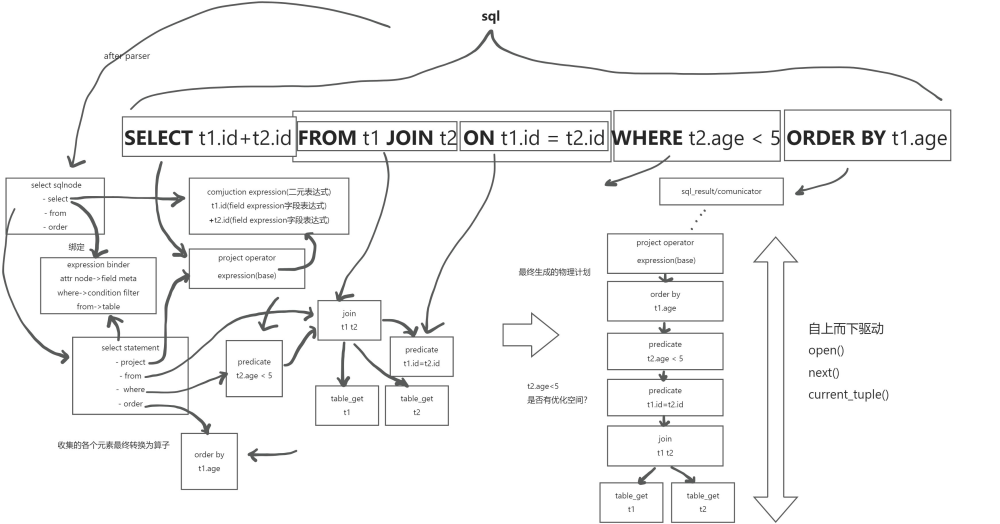 sql
after parser
SELECT t1.id+t2.id FROM t1 JOIN t2 ON t1.id = t2.id WHERE t2.age < 5 ORDER BY t1.age
select sqlnode
- select
- from
- order
comjuction expression(二元表达式)
t1.id(field expression字段表达式)
+t2.id(field expression字段表达式)
绑定
expression binder
attr node->field meta
where->condition filter
from->table
project operator
expression(base)
select statement
- project
- from
- where
- order
predicate
t2.age < 5
join
t1 t2
predicate
t1.id=t2.id
table_get
t1
table_get
t2
收集的各个元素最终转换为算子
order by
t1.age
sql_result/comunicator
最终生成的物理计划
t2.age<5
是否有优化空间?
project operator
expression(base)
order by
t1.age
predicate
t2.age < 5
predicate
t1.id=t2.id
join
t1 t2
table_get
t1
table_get
t2
自上而下驱动
open()
next()
current_tuple()